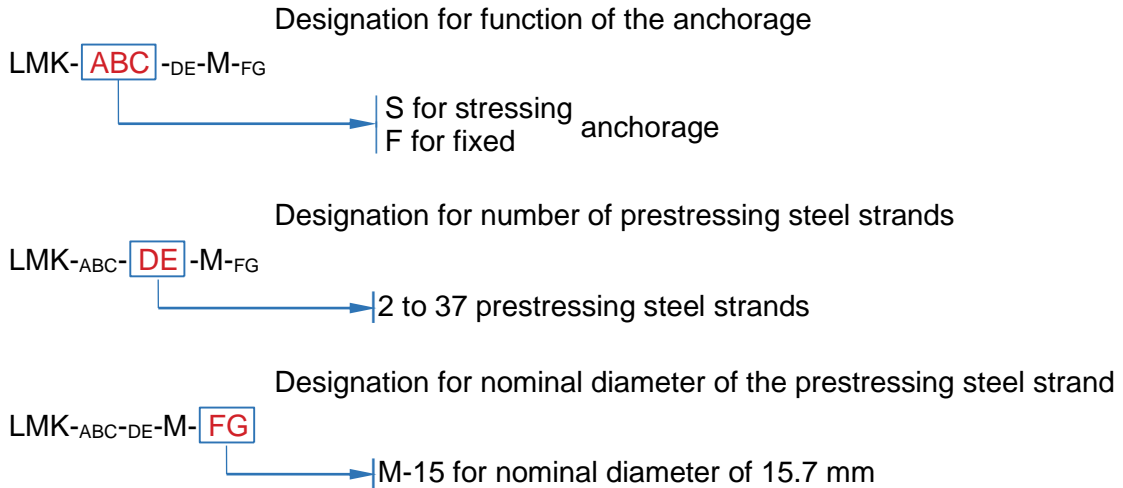 Designation for function of the anchorage
LMK-ABC-DE-M-FG
S for stressing
F for fixed
anchorage
Designation for number of prestressing steel strands
LMK-ABC-DE-M-FG
2 to 37 prestressing steel strands
Designation for nominal diameter of the prestressing steel strand
LMK-ABC-DE-M-FG
M-15 for nominal diameter of 15.7 mm